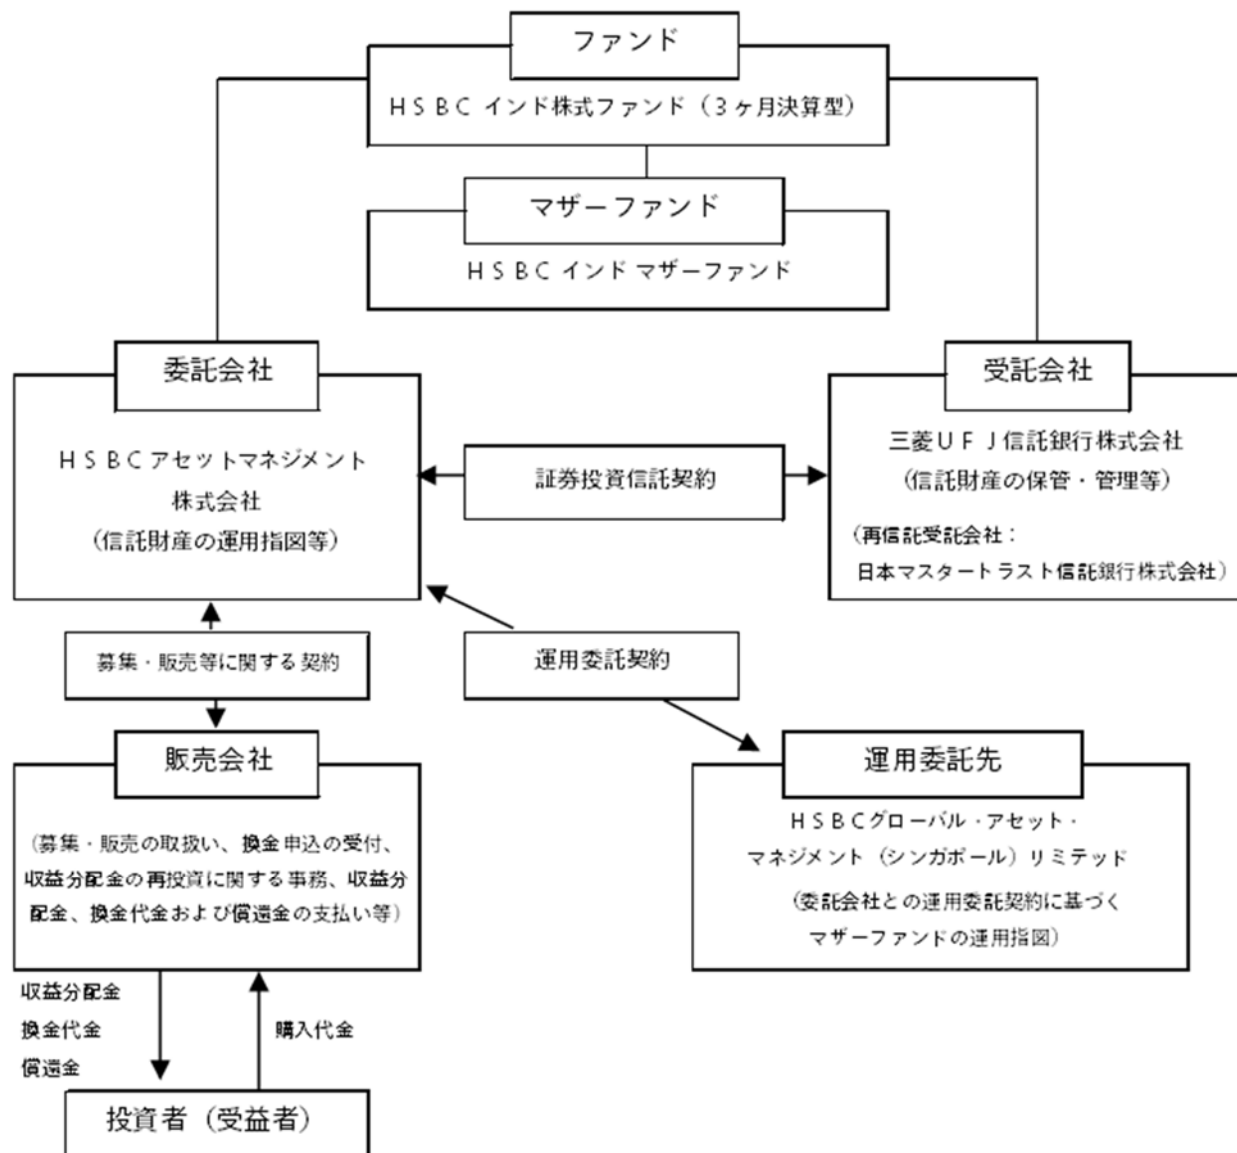 ファンド
ＨＳＢＣ インド株式ファンド（３ヶ月決算型）
マザーファンド
ＨＳＢＣ インド マザーファンド
委託会社
ＨＳＢＣアセットマネジメント
株式会社
（信託財産の運用指図等）
証券投資信託契約
受託会社
三菱ＵＦＪ信託銀行株式会社
（信託財産の保管・管理等）
（再信託受託会社：
日本マスタートラスト信託銀行株式会社）
募集・販売等に関する契約
運用委託契約
販売会社
（募集・販売の取扱い、換金申込の受付、
収益分配金の再投資に関する事務、収益分
配金、換金代金および償還金の支払い等）
運用委託先
ＨＳＢＣグローバル・アセット・
マネジメント（シンガポール）リミテッド
（委託会社との運用委託契約に基づく
マザーファンドの運用指図）
収益分配金
換金代金
償還金
購入代金
投資者（受益者）